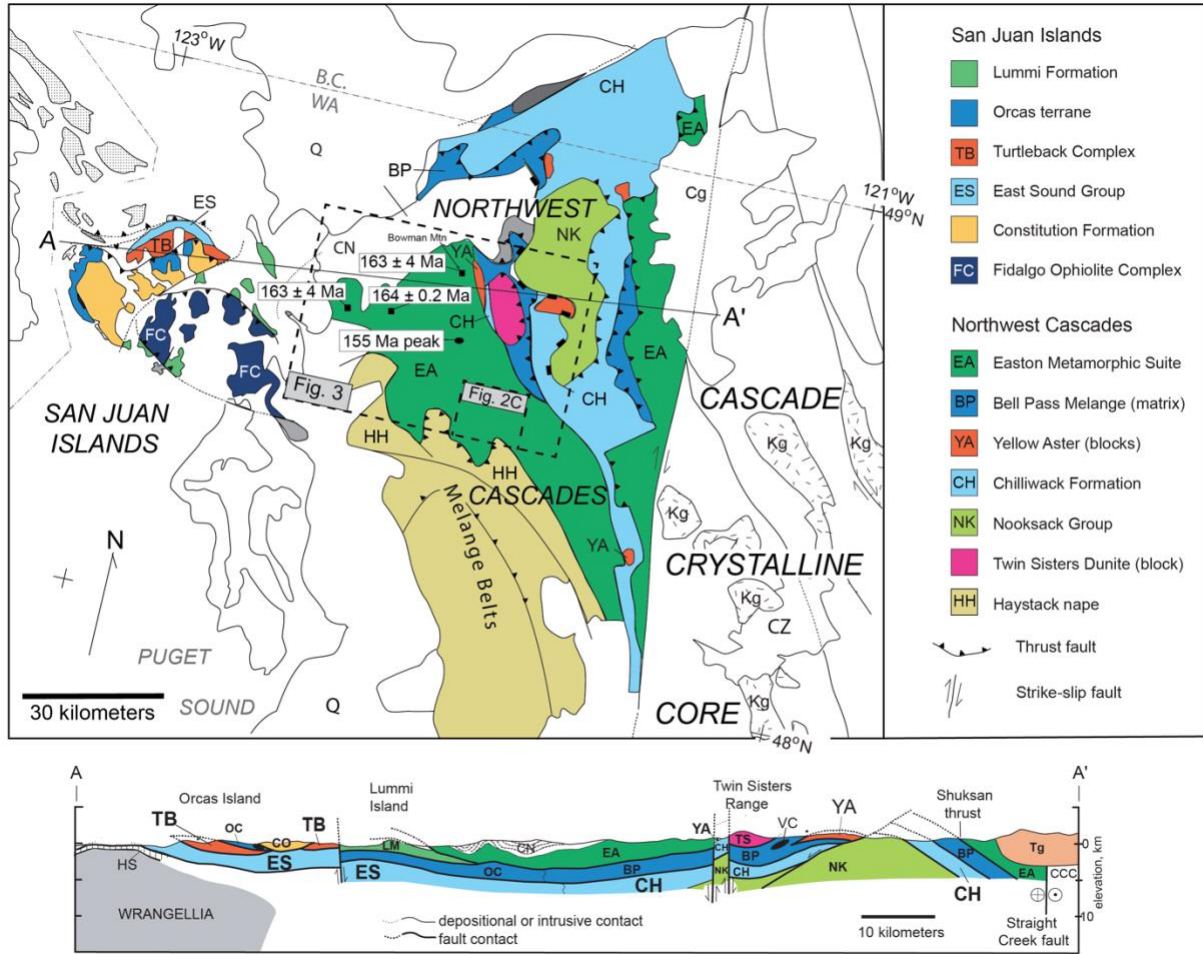 123°W
B.C.
WA
CH
EA
Q
BP
ES
Cg
121°W
49°N
NORTHWEST
NK
A
TB
CN
Bowman Mtn
YA
163 ± 4 Ma
163 ± 4 Ma
164 ± 0.2 Ma
A'
CH
155 Ma peak
EA
FC
EA
FC
Fig. 3
Fig. 2C
CH
CASCADE
SAN JUAN
ISLANDS
HH
HH
Kg
Kg
CASCADES
Melange Belts
Kg
YA
N
CRYSTALLINE
Kg
CZ
PUGET
SOUND
30 kilometers
Q
CORE
Kg
48°N
San Juan Islands
Lummi Formation
Orcas terrane
TB Turtleback Complex
ES East Sound Group
Constitution Formation
FC Fidalgo Ophiolite Complex
Northwest Cascades
EA Easton Metamorphic Suite
BP Bell Pass Melange (matrix)
YA Yellow Aster (blocks)
CH Chilliwack Formation
NK Nooksack Group
Twin Sisters Dunite (block)
HH Haystack nape
Thrust fault
Strike-slip fault
A
A'
Orcas Island
Lummi
Island
Twin Sisters
Range
Shuksan
thrust
TB
OC
CO
TB
YA
VC
YA
HS
ES
LM
CN
EA
CH
TS
BP
BP
Tg
0
ES
OC
BP
CH
NK
CH
NK
CH
EA
CCC
WRANGELLIA
10
elevation, km
depositional or intrusive contact
fault contact
10 kilometers
Straight
Creek fault